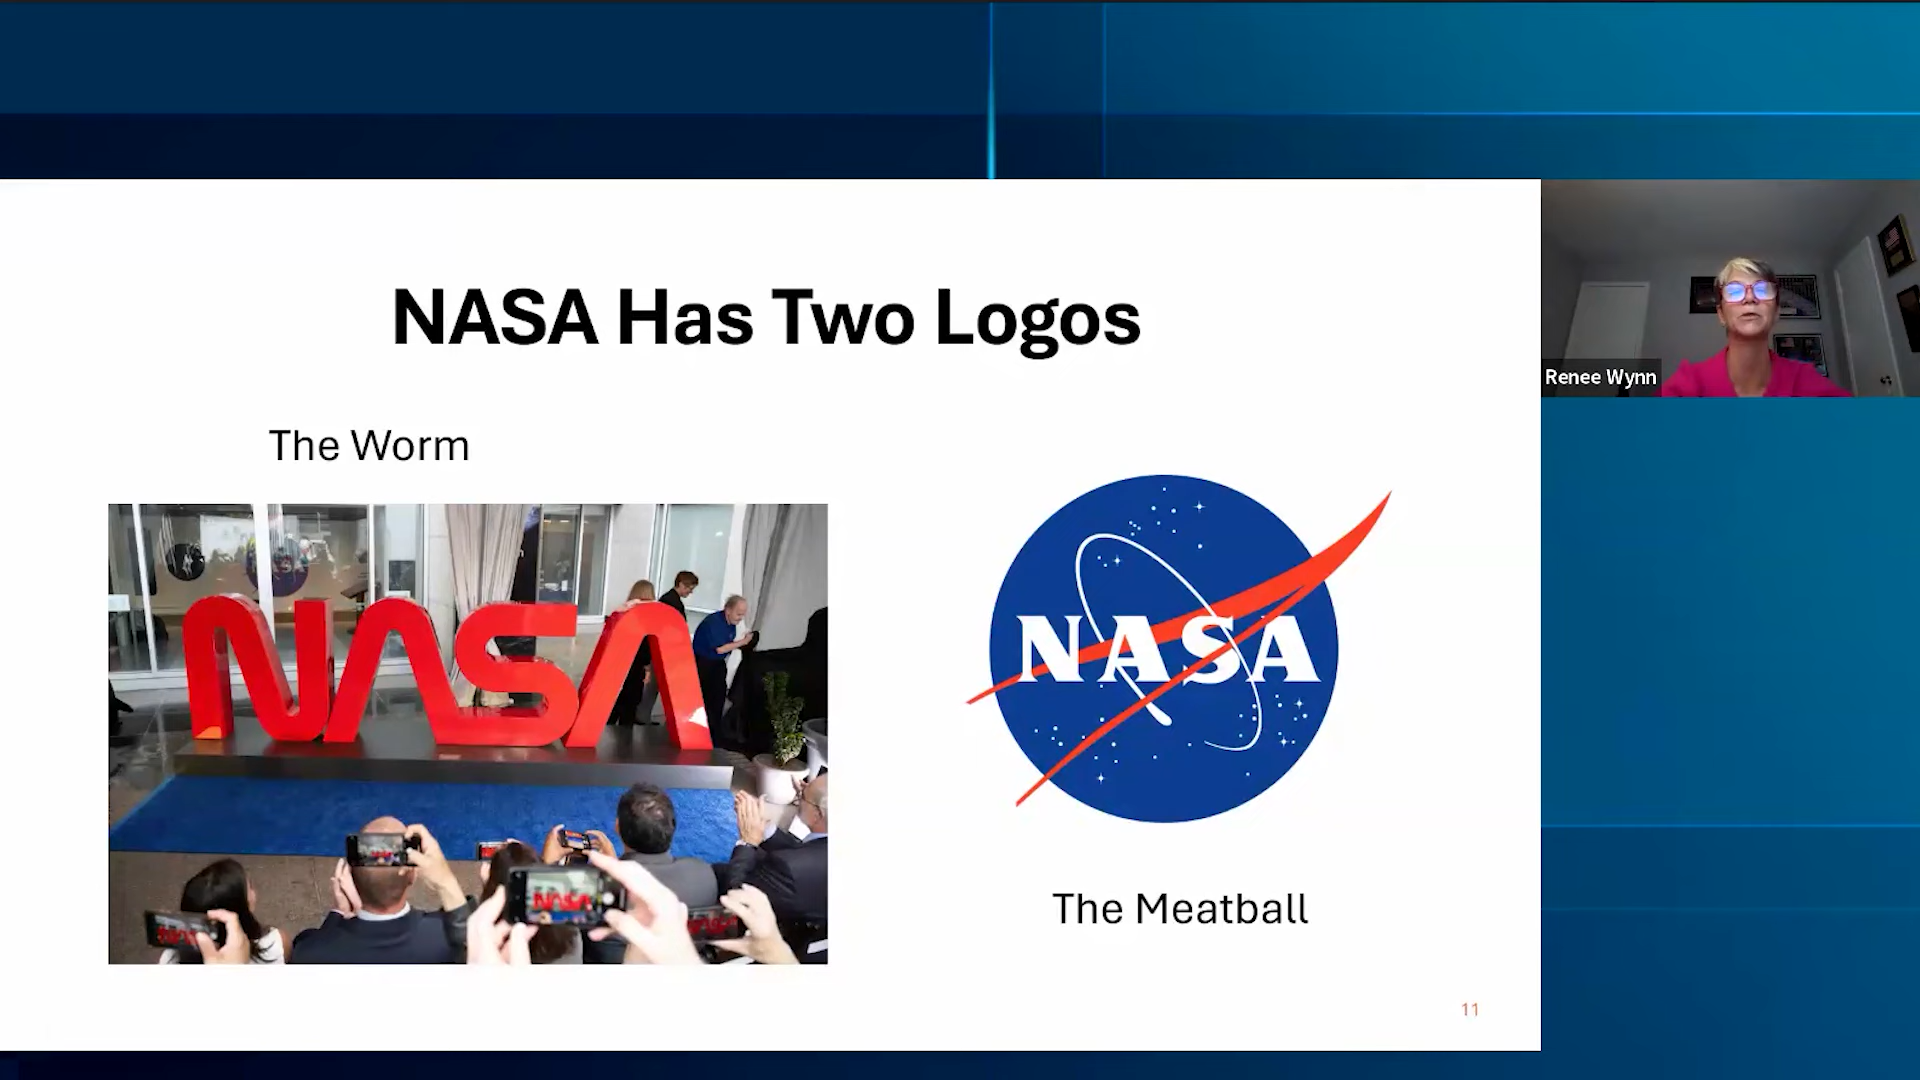 NASA Has Two Logos
The Worm
NASA
NASA
The Meatball
11
Renee Wynn